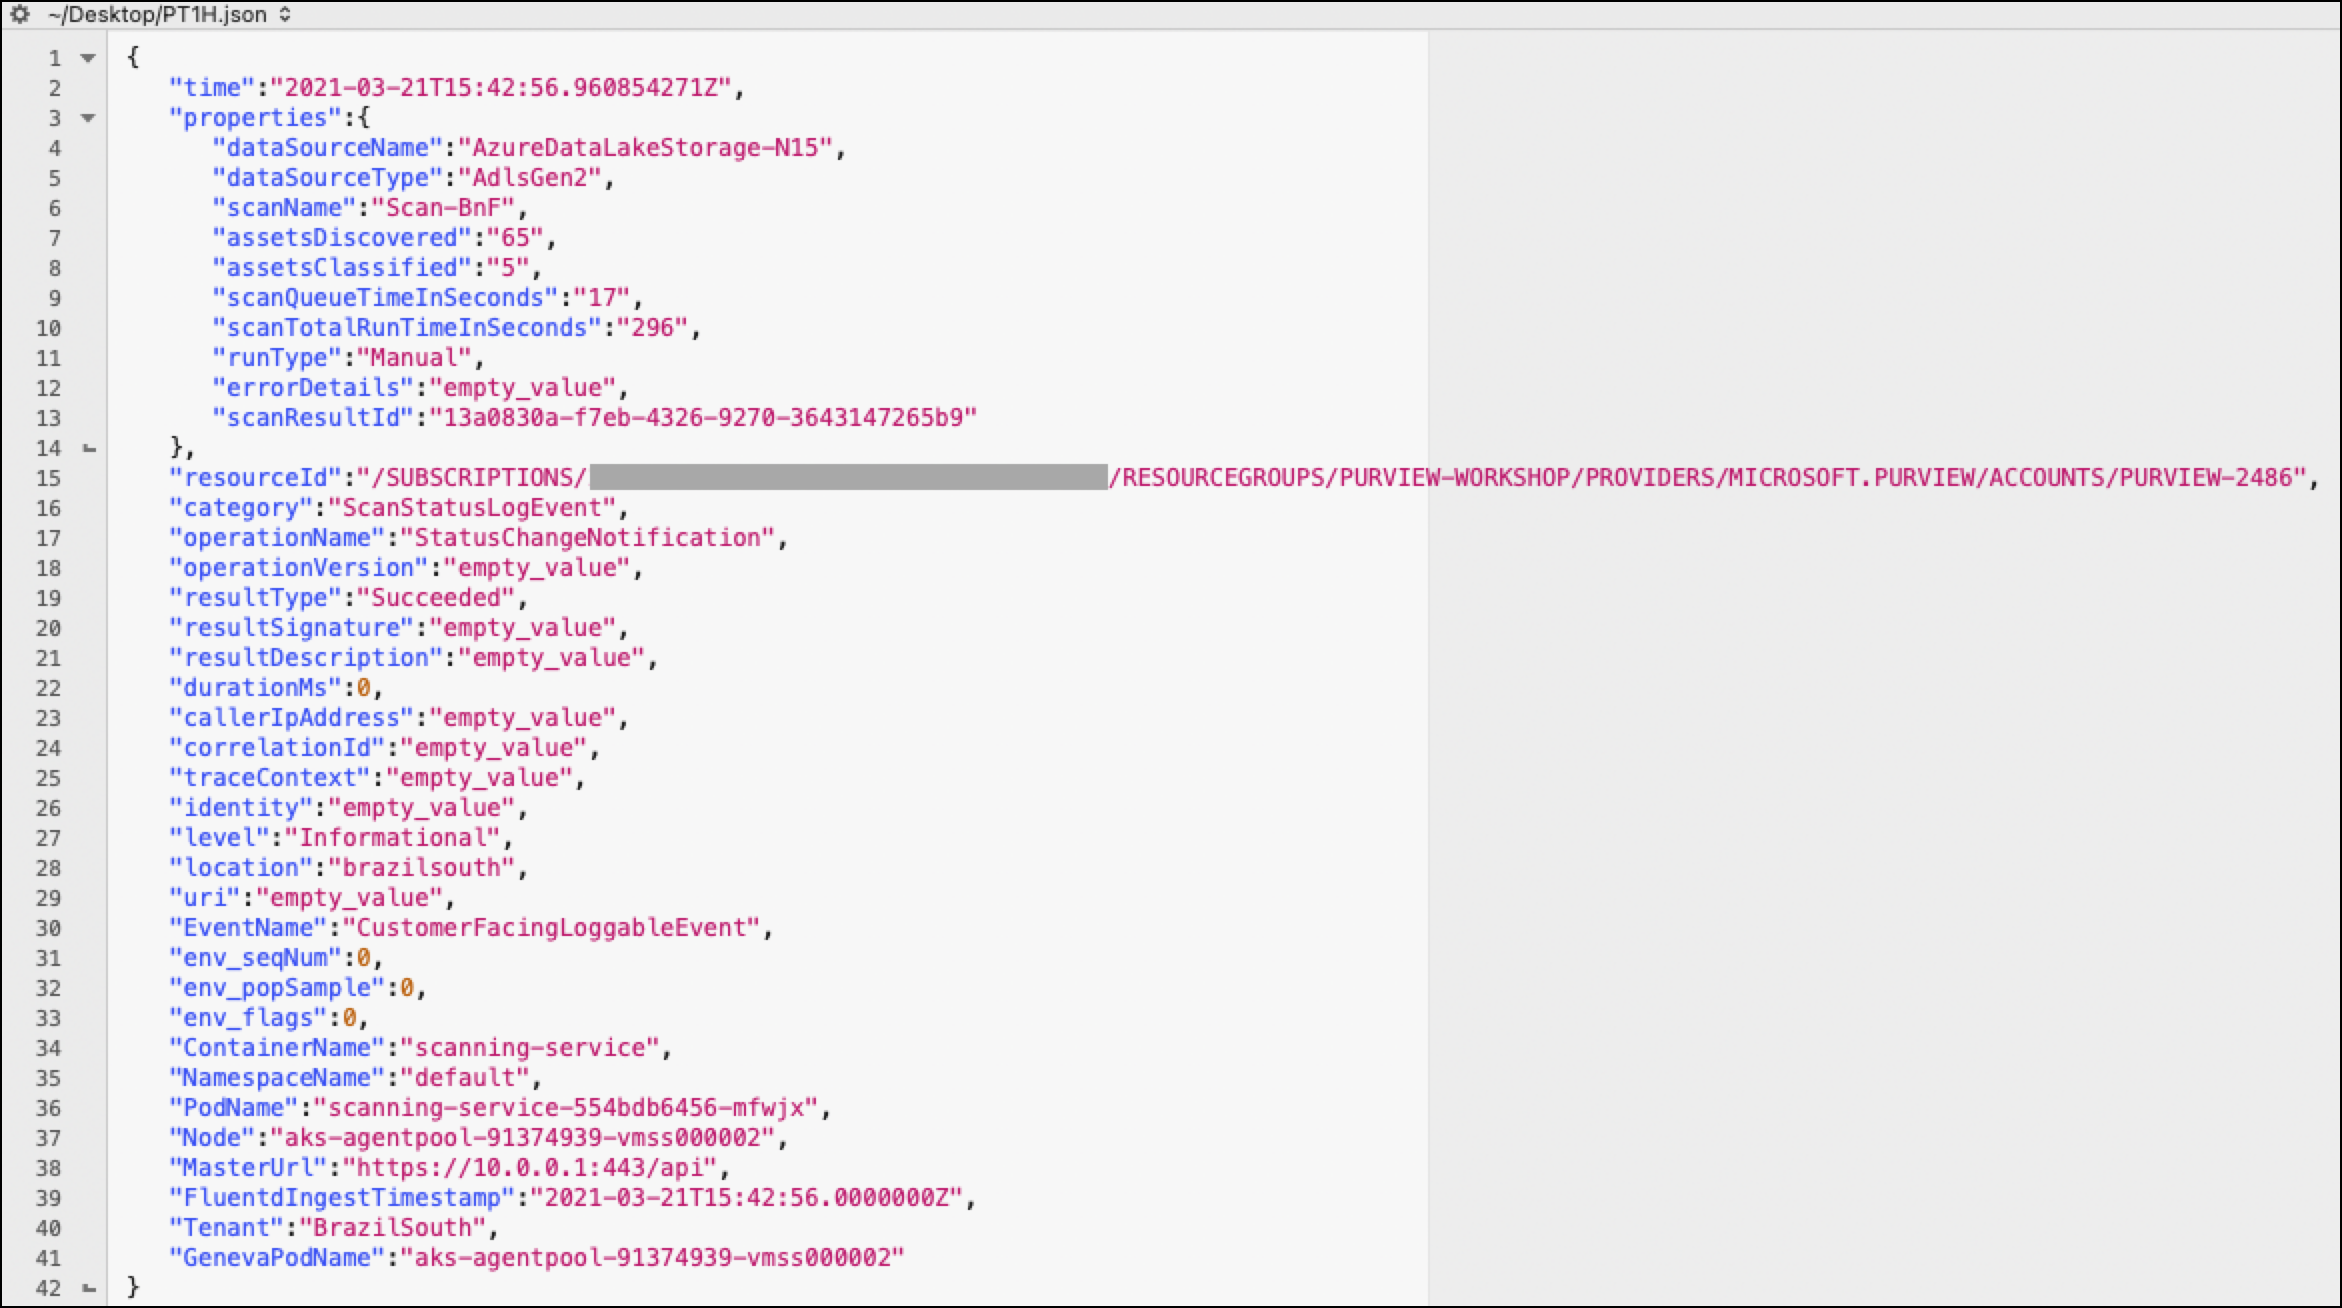 ~/Desktop/PT1H.json
1 {
2 "time":"2021-03-21T15:42:56.960854271Z",
3 "properties":{
4 "dataSourceName":"AzureDataLakeStorage-N15",
5 "dataSourceType":"AdlsGen2",
6 "scanName":"Scan-BnF",
7 "assetsDiscovered":"65",
8 "assetsClassified":"5",
9 "scanQueueTimeInSeconds":"17",
10 "scanTotalRunTimeInSeconds":"296",
11 "runType":"Manual",
12 "errorDetails":"empty_value",
13 "scanResultId":"13a0830a-f7eb-4326-9270-3643147265b9"
14 },
15 "resourceId":"/SUBSCRIPTIONS/ /RESOURCEGROUPS/PURVIEW-WORKSHOP/PROVIDERS/MICROSOFT.PURVIEW/ACCOUNTS/PURVIEW-2486",
16 "category":"ScanStatusLogEvent",
17 "operationName":"StatusChangeNotification",
18 "operationVersion":"empty_value",
19 "resultType":"Succeeded",
20 "resultSignature":"empty_value",
21 "resultDescription":"empty_value",
22 "durationMs":0,
23 "callerIpAddress":"empty_value",
24 "correlationId":"empty_value",
25 "traceContext":"empty_value",
26 "identity":"empty_value",
27 "level":"Informational",
28 "location":"brazilsouth",
29 "uri":"empty_value",
30 "EventName":"CustomerFacingLoggableEvent",
31 "env_seqNum":0,
32 "env_popSample":0,
33 "env_flags":0,
34 "ContainerName":"scanning-service",
35 "NamespaceName":"default",
36 "PodName":"scanning-service-554bdb6456-mfwjx",
37 "Node":"aks-agentpool-91374939-vmss000002",
38 "MasterUrl":"https://10.0.0.1:443/api",
39 "FluentdIngestTimestamp":"2021-03-21T15:42:56.0000000Z",
40 "Tenant":"BrazilSouth",
41 "GenevaPodName":"aks-agentpool-91374939-vmss000002"
42 }